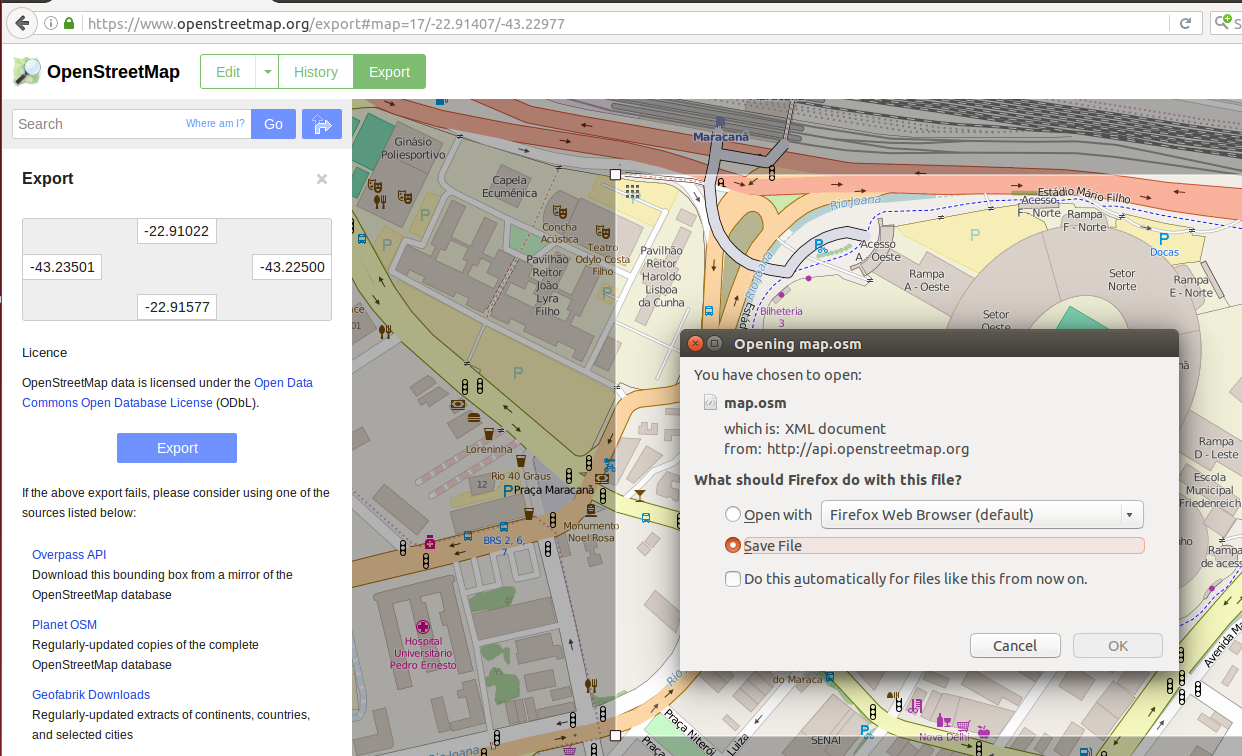 https://www.openstreetmap.org/export#map=17/-22.91407/-43.22977
OpenStreetMap
Edit
History
Export
Search
Where am I?
Go
Export
×
-22.91022
-43.23501
-43.22500
-22.91577
Licence
OpenStreetMap data is licensed under the Open Data
Commons Open Database License (ODbL).
Export
If the above export fails, please consider using one of the
sources listed below:
Overpass API
Download this bounding box from a mirror of the
OpenStreetMap database
Planet OSM
Regularly-updated copies of the complete
OpenStreetMap database
Geofabrik Downloads
Regularly-updated extracts of continents, countries,
and selected cities
Ginásio
Poliesportivo
Maracanã
Capela
Ecumênica
Concha
Acústica
Teatro
Odylo Costa
Filho
Pavilhão
Reitor
João
Lyra
Filho
Pavilhão
Reitor
Haroldo
Lisboa
da Cunha
P
P
P
P
P
Rio Joana
Rio Joana
Estádio Mário Filho
Acesso
F - Norte
Rampa
F - Norte
P
P
Docas
Acesso
A - Oeste
Rampa
A - Oeste
Setor
Norte
Rampa
E - Norte
Setor
Oeste
Bilheteria
3
Loreninha
Rio 40 Graus
12
P
Praça Maracanã
Monumento
Noel Rosa
BRS 2, 6,
7
Hospital
Universitário
Pedro Ernesto
Rampa
D - Leste
Escola
Municipal
Friedenreich
Rampa
de acess
Avenida Ma
do Maraca
Praça Niterói
Praça
Luiza
SENAI
Nova Delhi
Rio Joana
Opening map.osm
You have chosen to open:
map.osm
which is: XML document
from: http://api.openstreetmap.org
What should Firefox do with this file?
Open with
Firefox Web Browser (default)
Save File
Do this automatically for files like this from now on.
Cancel
OK